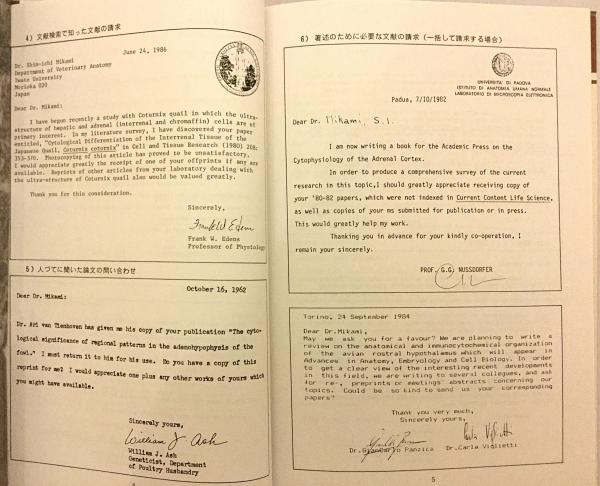 4) 文献検索で知った文献の請求
June 24, 1986
Dr. Shin-ichi Mikami
Department of Veterinary Anatomy
Iwate University
Morioka 020
Japan
Dear Dr. Mikami:
I have begun recently a study with Coturnix quail in which the ultra-
structure of hepatic and adrenal (interrenal and chromaffin) cells are of
primary interest. In my literature survey, I have discovered your paper
entitled, "Cytological Differentiation of the Interrenal Tissue of the
Japanese Quail, Coturnix coturnix" in Cell and Tissue Research (1980) 208:
353-370. Photocopying of this article has proved to be unsatisfactory.
I would appreciate greatly the receipt of one of your offprints if any are
available. Reprints of other articles from your laboratory dealing with
the ultra-structure of Coturnix quail also would be valued greatly.
Thank you for this consideration.
Sincerely,
Frank W Edens
Frank W. Edens
Professor of Physiology
5) 人づてに聞いた論文の問い合わせ
October 16, 1962
Dear Dr. Mikami:
Dr. Ari van Tienhoven has given me his copy of your publication "The cyto-
logical significance of regional patterns in the adenohypophysis of the
fowl." I must return it to him for his use. Do you have a copy of this
reprint for me? I would appreciate one plus any other works of yours which
you might have available.
Sincerely yours,
William J. Ash
William J. Ash
Geneticist, Department
of Poultry Husbandry
4
6) 著述のために必要な文献の請求（一括して請求する場合）
UNIVERSITA' DI PADOVA
ISTITUTO DI ANATOMIA UMANA NORMALE
LABORATORIO DI MICROSCOPIA ELETTRONICA
Padua, 7/10/1982
Dear Dr. Mikami, S.I.
I am now writing a book for the Academic Press on the
Cytophysiology of the Adrenal Cortex.
In order to produce a comprehensive survey of the current
research in this topic,I should greatly appreciate receiving copy of
your '80-82 papers, which were not indexed in Current Content Life Science,
as well as copies of your ms submitted for publication or in press.
This would greatly help my work.
Thanking you in advance for your kindly co-operation, I
remain your sincerely.
PROF. G.G. NUSSDORFER
Torino, 24 September 1984
Dear Dr.Mikami,
May we ask you for a favour? We are planning to write a
review on the anatomical and immunocytochemical organization
of the avian rostral hypothalamus which will appear in
Advances in Anatomy, Embryology and Cell Biology. In order
to get a clear view of the interesting recent developments
in this field, we are writing to several collegues, and ask
for re-, preprints or meetings' abstracts concerning our
topics. Could be so kind to send us your corresponding
papers?
Thank you very much,
Sincerely yours,
Carla Viglietti
Dr.GianCarlo Panzica Dr.Carla Viglietti
5